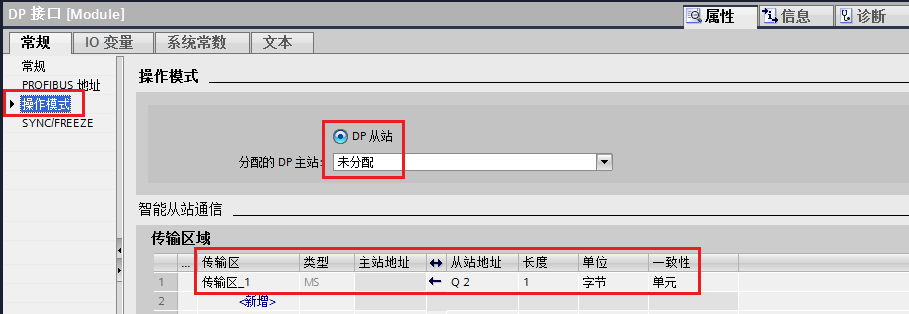 DP 接口 [Module]
属性 信息 诊断
常规 IO 变量 系统常数 文本
常规
PROFIBUS 地址
操作模式
SYNC/FREEZE
操作模式
DP 从站
分配的 DP 主站: 未分配
智能从站通信
传输区域
... 传输区 类型 主站地址 ↔ 从站地址 长度 单位 一致性
1 传输区_1 MS ← Q 2 1 字节 单元
2 <新增>